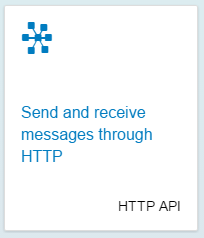 Send and receive
messages through
HTTP
HTTP API